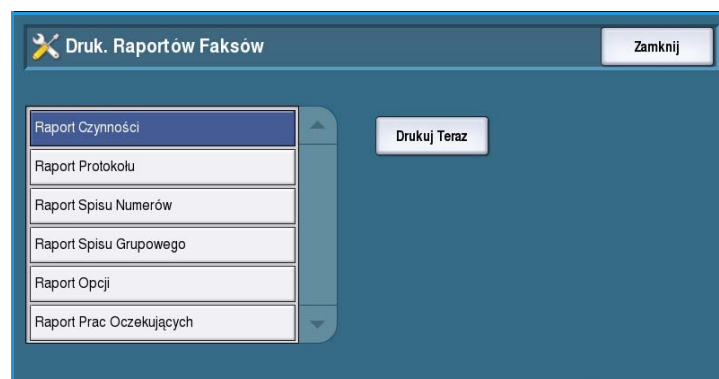 Druk. Raportów Faksów
Zamknij
Raport Czynności
Drukuj Teraz
Raport Protokołu
Raport Spisu Numerów
Raport Spisu Grupowego
Raport Opcji
Raport Prac Oczekujących